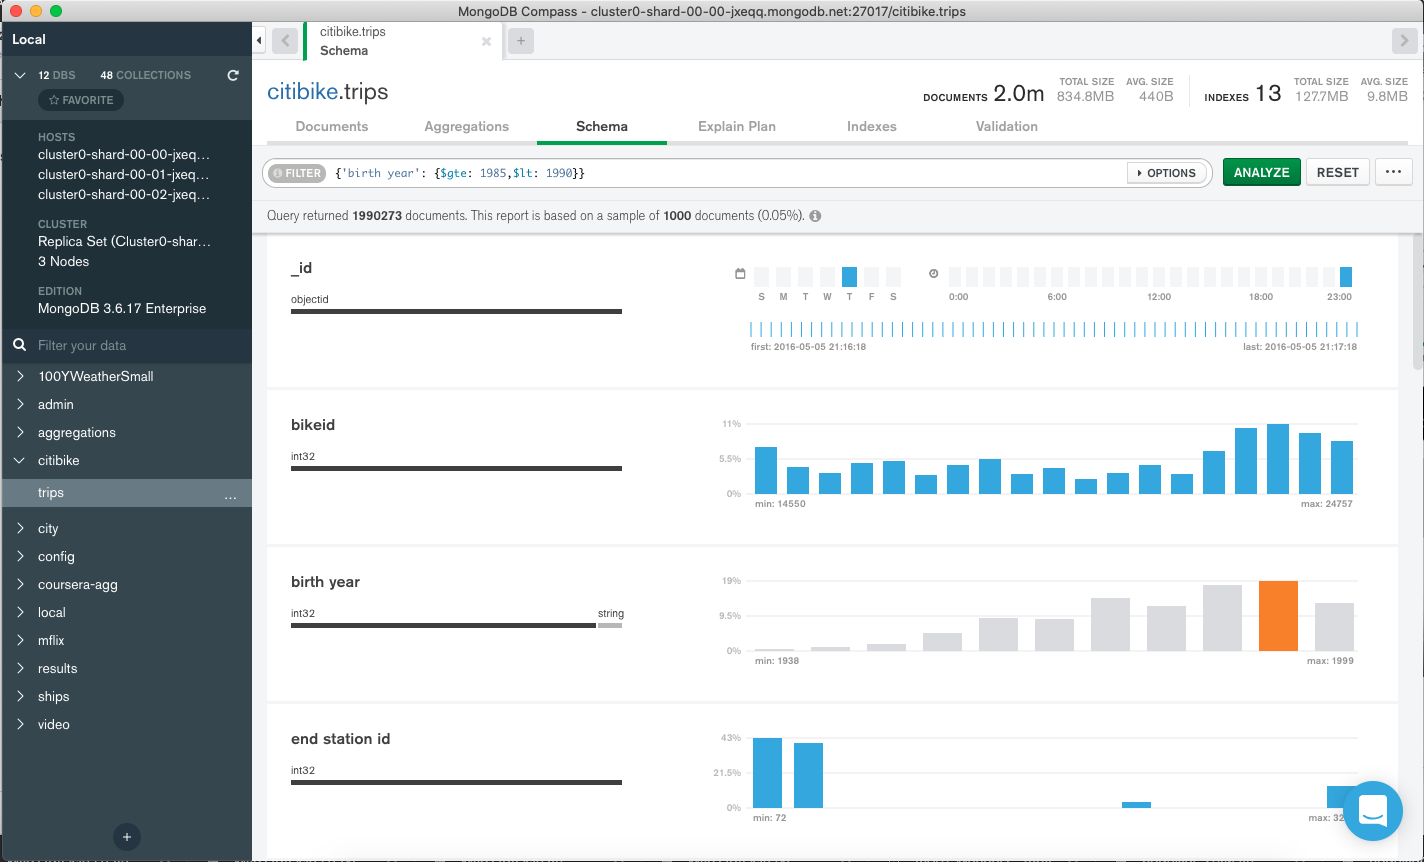 MongoDB Compass - cluster0-shard-00-00-jxeqq.mongodb.net:27017/citibike.trips
Local
12 DBS 48 COLLECTIONS
FAVORITE
HOSTS
cluster0-shard-00-00-jxeq...
cluster0-shard-00-01-jxeq...
cluster0-shard-00-02-jxeq...
CLUSTER
Replica Set (Cluster0-shar...
3 Nodes
EDITION
MongoDB 3.6.17 Enterprise
Filter your data
100YWeatherSmall
admin
aggregations
citibike
trips ...
city
config
coursera-agg
local
mflix
results
ships
video
+
citibike.trips
Schema
+
citibike.trips
DOCUMENTS 2.0m TOTAL SIZE 834.8MB AVG. SIZE 440B
INDEXES 13 TOTAL SIZE 127.7MB AVG. SIZE 9.8MB
Documents Aggregations Schema Explain Plan Indexes Validation
FILTER {'birth year': {$gte: 1985,$lt: 1990}} OPTIONS ANALYZE RESET ...
Query returned 1990273 documents. This report is based on a sample of 1000 documents (0.05%).
_id
objectid
S M T W T F S 0:00 6:00 12:00 18:00 23:00
first: 2016-05-05 21:16:18 last: 2016-05-05 21:17:18
bikeid
int32
11%
5.5%
0%
min: 14550 max: 24757
birth year
int32 string
19%
9.5%
0%
min: 1938 max: 1999
end station id
int32
43%
21.5%
0%
min: 72 max: 32